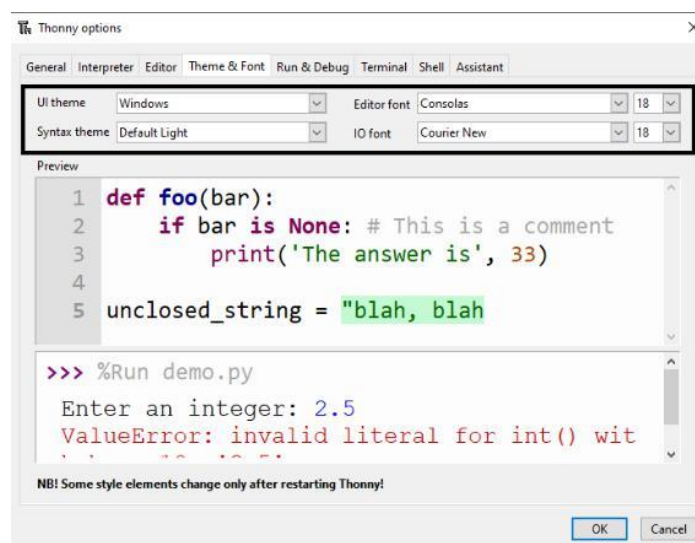 Thonny options
General Interpreter Editor Theme & Font Run & Debug Terminal Shell Assistant
UI theme Windows Editor font Consolas 18
Syntax theme Default Light IO font Courier New 18
Preview
1 def foo(bar):
2 if bar is None: # This is a comment
3 print('The answer is', 33)
4
5 unclosed_string = "blah, blah
>>> %Run demo.py
Enter an integer: 2.5
ValueError: invalid literal for int() wit
NB! Some style elements change only after restarting Thonny!
OK Cancel